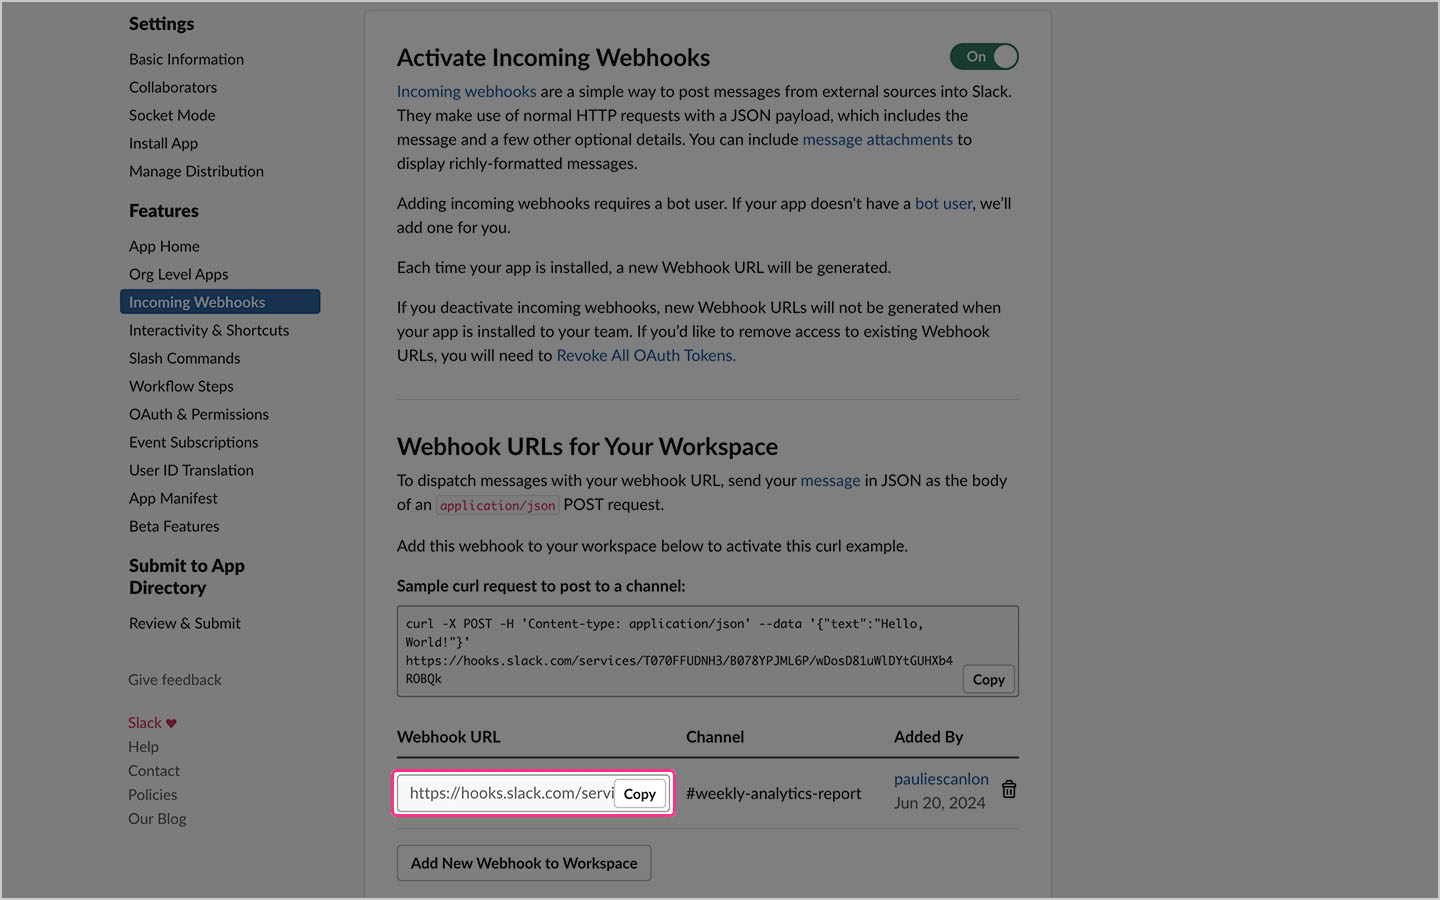 Settings
Basic Information
Collaborators
Socket Mode
Install App
Manage Distribution
Features
App Home
Org Level Apps
Incoming Webhooks
Interactivity & Shortcuts
Slash Commands
Workflow Steps
OAuth & Permissions
Event Subscriptions
User ID Translation
App Manifest
Beta Features
Submit to App
Directory
Review & Submit
Give feedback
Slack
Help
Contact
Policies
Our Blog
Activate Incoming Webhooks
On
Incoming webhooks are a simple way to post messages from external sources into Slack.
They make use of normal HTTP requests with a JSON payload, which includes the
message and a few other optional details. You can include message attachments to
display richly-formatted messages.
Adding incoming webhooks requires a bot user. If your app doesn't have a bot user, we’ll
add one for you.
Each time your app is installed, a new Webhook URL will be generated.
If you deactivate incoming webhooks, new Webhook URLs will not be generated when
your app is installed to your team. If you’d like to remove access to existing Webhook
URLs, you will need to Revoke All OAuth Tokens.
Webhook URLs for Your Workspace
To dispatch messages with your webhook URL, send your message in JSON as the body
of an application/json POST request.
Add this webhook to your workspace below to activate this curl example.
Sample curl request to post to a channel:
curl -X POST -H 'Content-type: application/json' --data '{"text":"Hello,
World!"}'
https://hooks.slack.com/services/T070FFUDNH3/B078YPJML6P/wDosD81uWlDYtGUHXb4
ROBQk
Copy
Webhook URL Channel Added By
https://hooks.slack.com/servi Copy #weekly-analytics-report pauliescanlon
Jun 20, 2024
Add New Webhook to Workspace